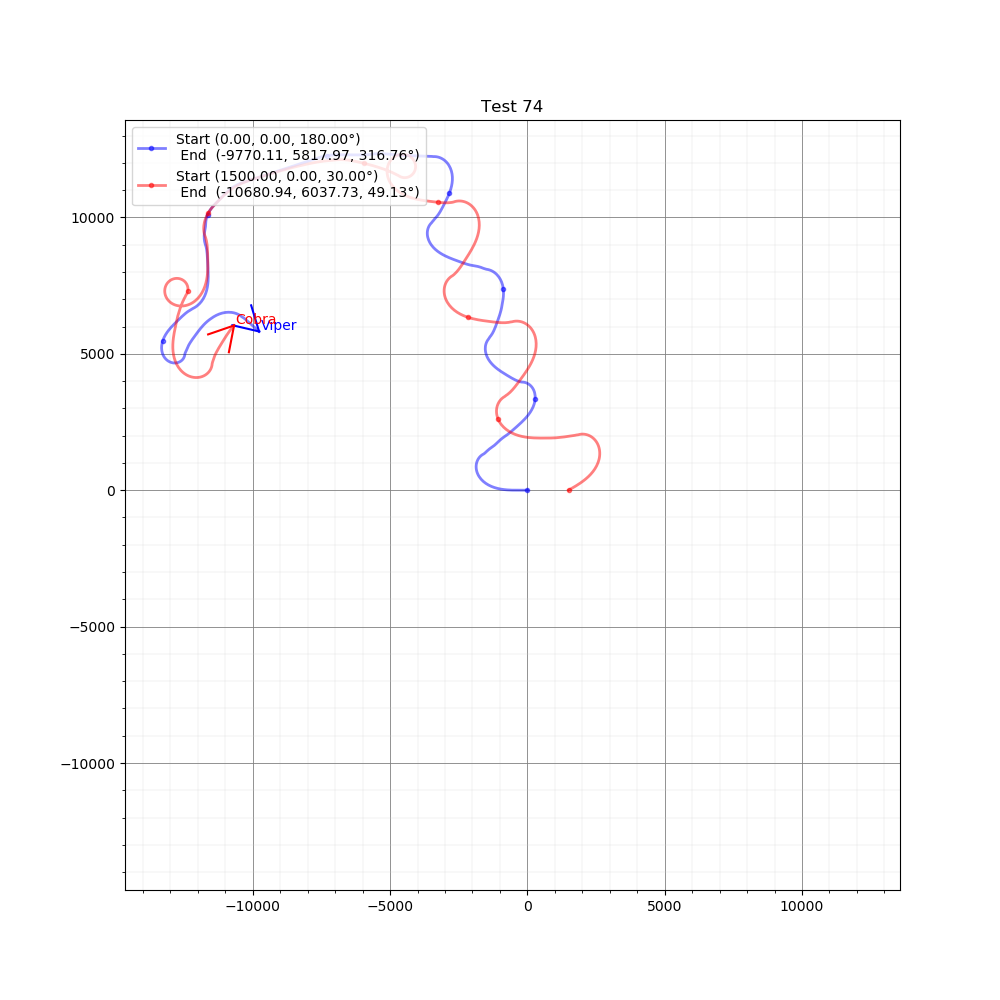 Test 74
Start (0.00, 0.00, 180.00°)
End (-9770.11, 5817.97, 316.76°)
Start (1500.00, 0.00, 30.00°)
End (-10680.94, 6037.73, 49.13°)
10000
5000
0
−5000
−10000
Cobra
Viper
−10000
−5000
0
5000
10000